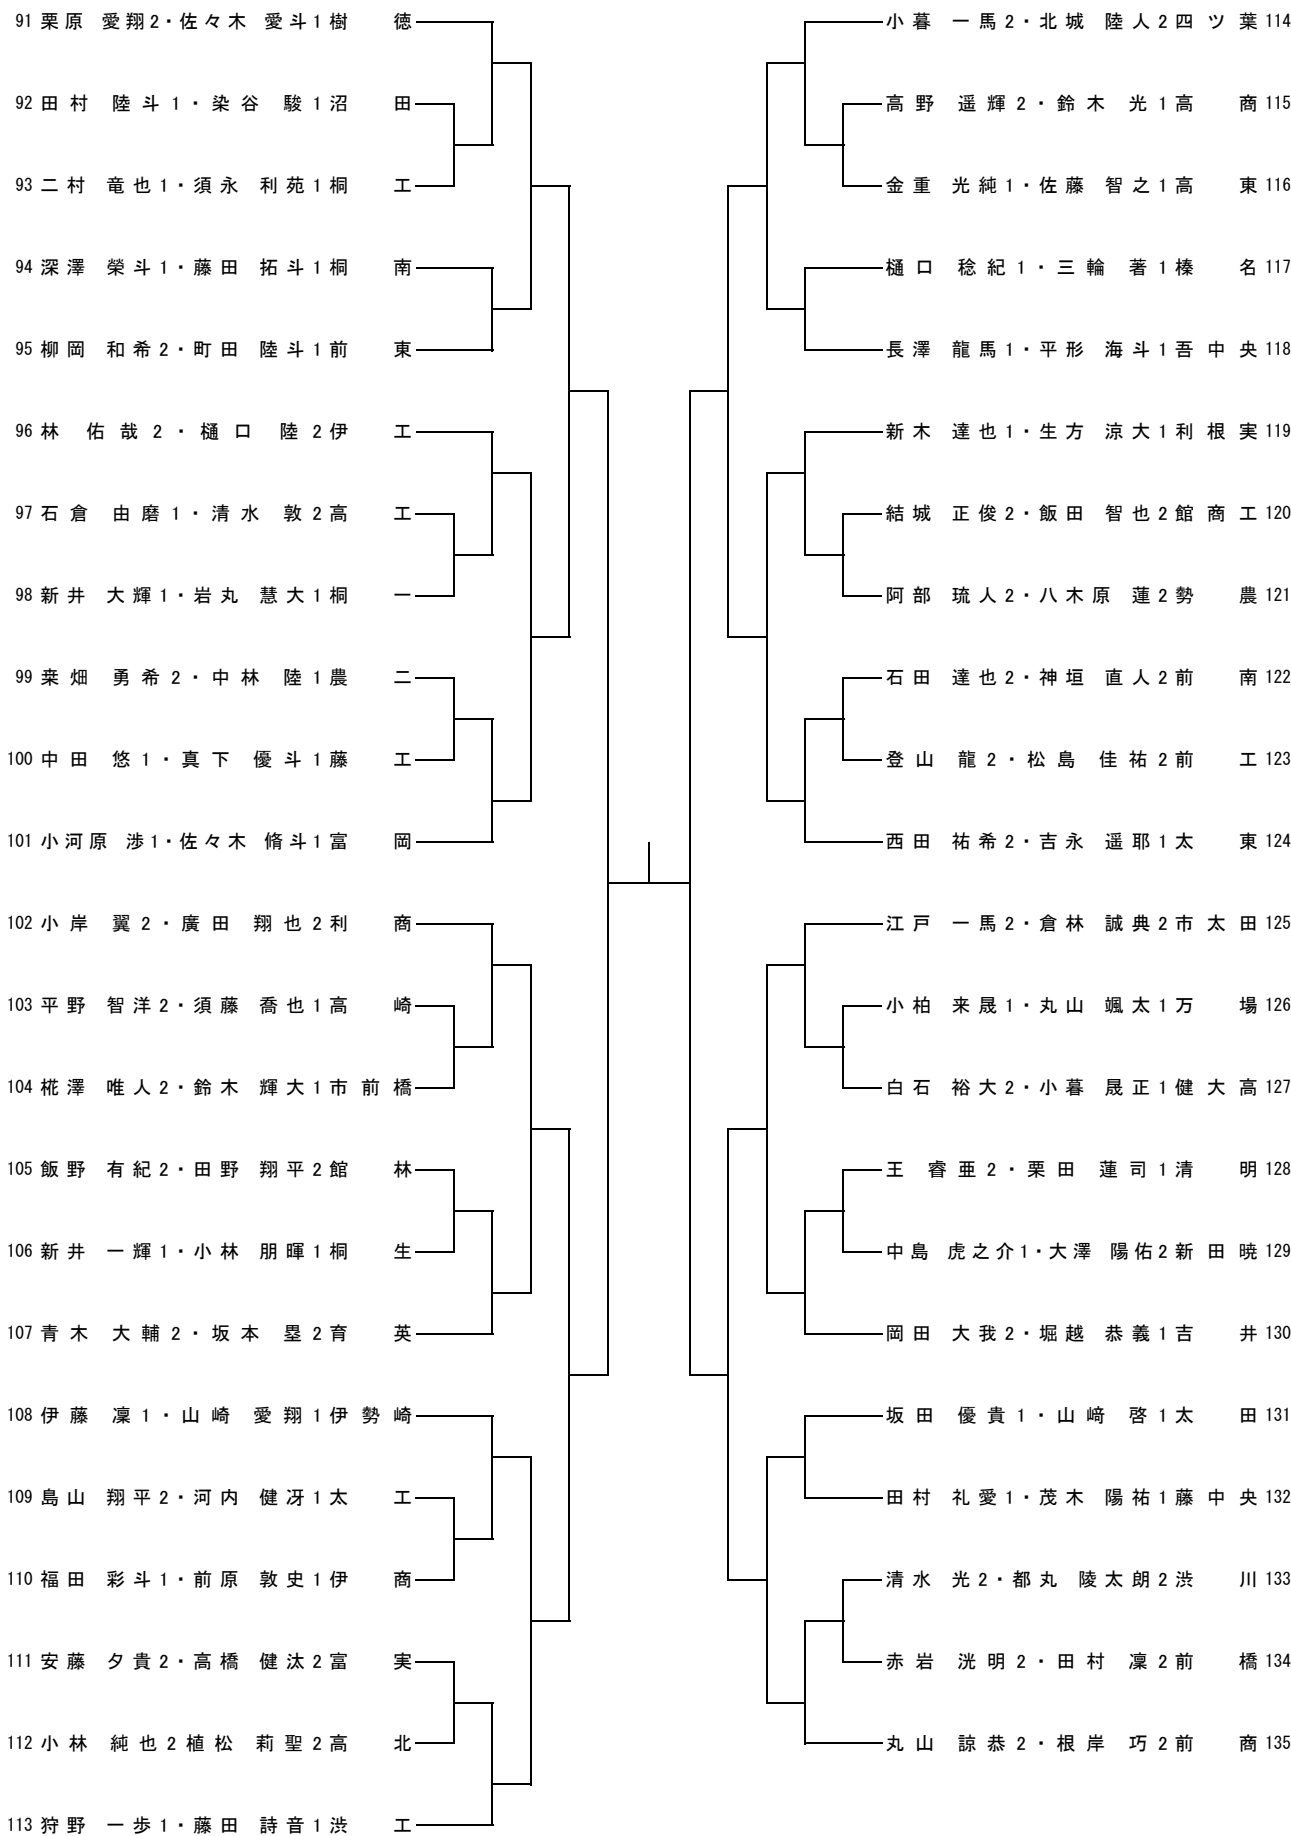 91 栗原 愛翔2・佐々木 愛斗1 樹徳
92 田村 陸斗1・染谷 駿1 沼田
93 二村 竜也1・須永 利苑1 桐工
94 深澤 榮斗1・藤田 拓斗1 桐南
95 柳岡 和希2・町田 陸斗1 前東
96 林 佑哉2・樋口 陸2 伊工
97 石倉 由磨1・清水 敦2 高工
98 新井 大輝1・岩丸 慧大1 桐一
99 桒畑 勇希2・中林 陸1 農二
100 中田 悠1・真下 優斗1 藤工
101 小河原 渉1・佐々木 脩斗1 富岡
102 小岸 翼2・廣田 翔也2 利商
103 平野 智洋2・須藤 喬也1 高崎
104 椛澤 唯人2・鈴木 輝大1 市前橋
105 飯野 有紀2・田野 翔平2 館林
106 新井 一輝1・小林 朋暉1 桐生
107 青木 大輔2・坂本 塁2 育英
108 伊藤 凜1・山崎 愛翔1 伊勢崎
109 島山 翔平2・河内 健冴1 太工
110 福田 彩斗1・前原 敦史1 伊商
111 安藤 夕貴2・高橋 健汰2 富実
112 小林 純也2 植松 莉聖2 高北
113 狩野 一歩1・藤田 詩音1 渋工
小暮 一馬2・北城 陸人2 四ツ葉 114
高野 遥輝2・鈴木 光1 高商 115
金重 光純1・佐藤 智之1 高東 116
樋口 稔紀1・三輪 著1 榛名 117
長澤 龍馬1・平形 海斗1 吾中央 118
新木 達也1・生方 涼大1 利根実 119
結城 正俊2・飯田 智也2 館商工 120
阿部 琉人2・八木原 蓮2 勢農 121
石田 達也2・神垣 直人2 前南 122
登山 龍2・松島 佳祐2 前工 123
西田 祐希2・吉永 遥耶1 太東 124
江戸 一馬2・倉林 誠典2 市太田 125
小柏 来晟1・丸山 颯太1 万場 126
白石 裕大2・小暮 晟正1 健大高 127
王 睿亜2・栗田 蓮司1 清明 128
中島 虎之介1・大澤 陽佑2 新田暁 129
岡田 大我2・堀越 恭義1 吉井 130
坂田 優貴1・山﨑 啓1 太田 131
田村 礼愛1・茂木 陽祐1 藤中央 132
清水 光2・都丸 陵太朗2 渋川 133
赤岩 洸明2・田村 凜2 前橋 134
丸山 諒恭2・根岸 巧2 前商 135